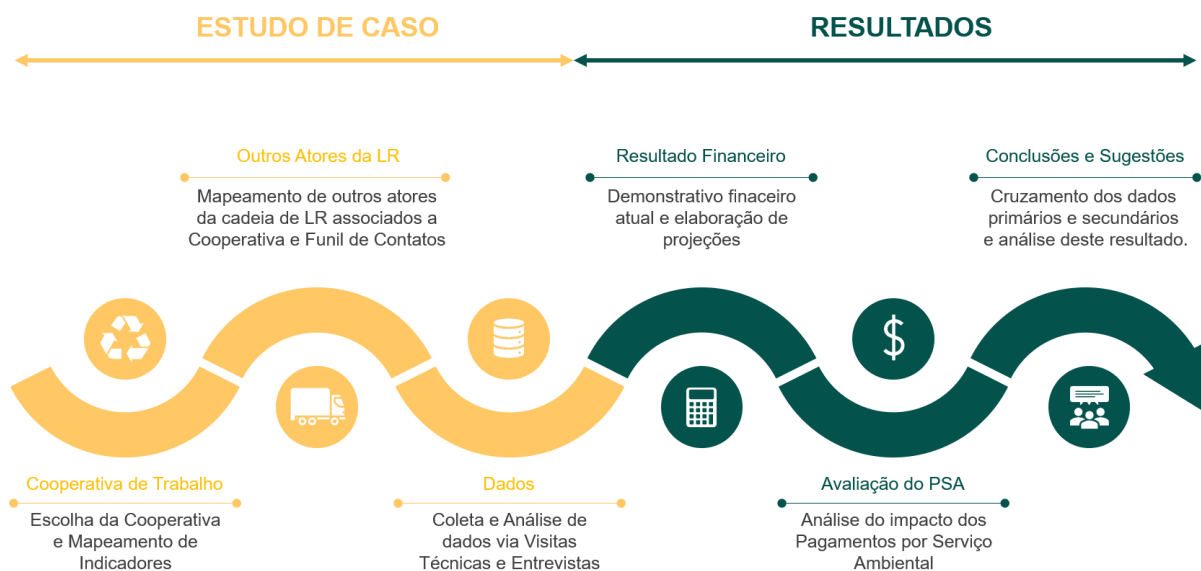 ESTUDO DE CASO
RESULTADOS
Outros Atores da LR
Mapeamento de outros atores
da cadeia de LR associados a
Cooperativa e Funil de Contatos
Resultado Financeiro
Demonstrativo finaceiro
atual e elaboração de
projeções
Conclusões e Sugestões
Cruzamento dos dados
primários e secundários
e análise deste resultado.
Cooperativa de Trabalho
Escolha da Cooperativa
e Mapeamento de
Indicadores
Dados
Coleta e Análise de
dados via Visitas
Técnicas e Entrevistas
Avaliação do PSA
Análise do impacto dos
Pagamentos por Serviço
Ambiental